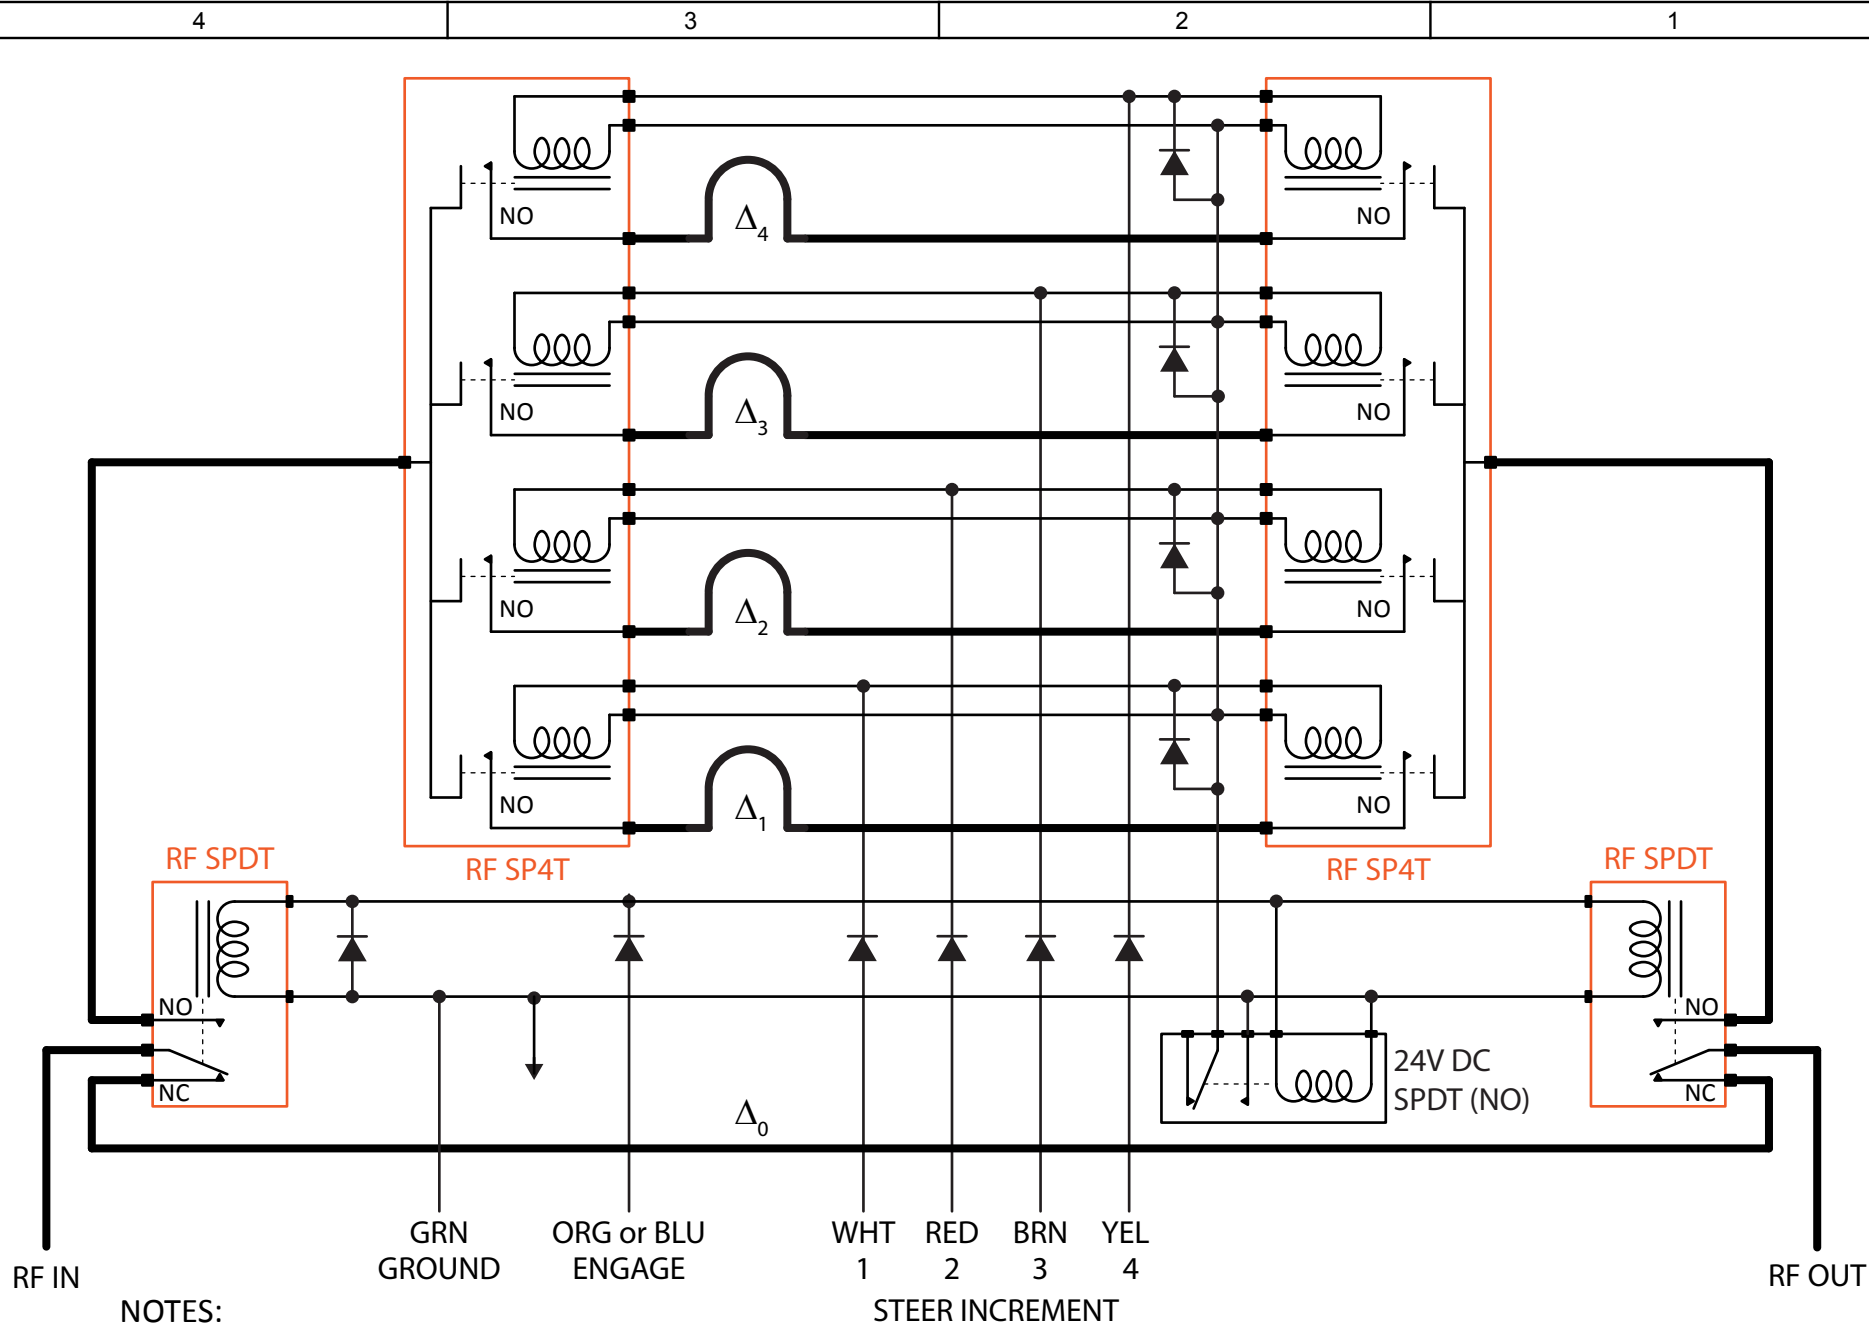 4 3 2 1
NO NO
Δ4
NO NO
Δ3
NO NO
Δ2
NO NO
Δ1
RF SPDT RF SP4T RF SP4T RF SPDT
NO NO
NC NC
24V DC
SPDT (NO)
Δ0
GRN ORG or BLU WHT RED BRN YEL
GROUND ENGAGE 1 2 3 4
RF IN RF OUT
NOTES: STEER INCREMENT